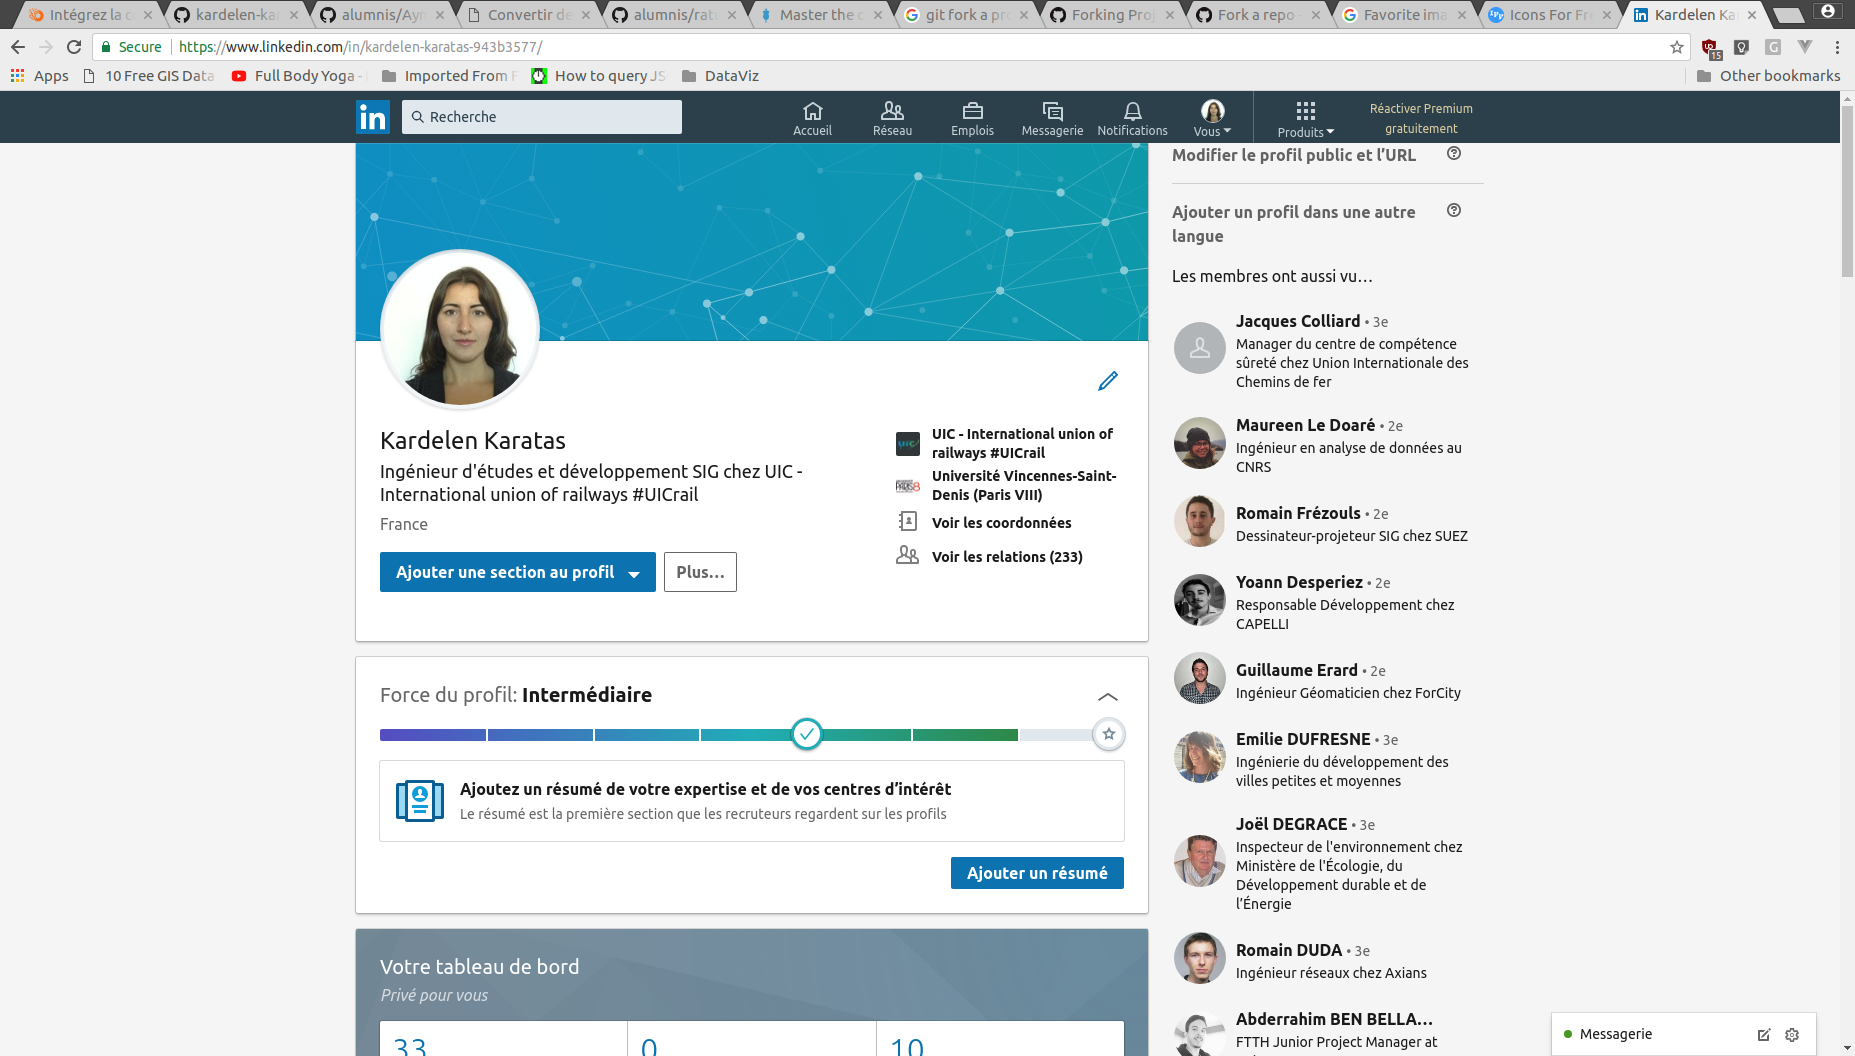 Intégrez la c
kardelen-ka
alumnis/Ayn
Convertir de
alumnis/rat
Master the c
git fork a pr
Forking Proj
Fork a repo
Favorite ima
Icons For Fr
Kardelen Ka
Secure
https://www.linkedin.com/in/kardelen-karatas-943b3577/
15
Apps
10 Free GIS Data
Full Body Yoga -
Imported From F
How to query JS
DataViz
Other bookmarks
in
Recherche
Accueil
Réseau
Emplois
Messagerie
Notifications
Vous
Produits
Réactiver Premium
gratuitement
Modifier le profil public et l’URL
Ajouter un profil dans une autre
langue
Les membres ont aussi vu…
Kardelen Karatas
Ingénieur d'études et développement SIG chez UIC -
International union of railways #UICrail
France
Ajouter une section au profil
Plus…
UIC - International union of
railways #UICrail
Université Vincennes-Saint-
Denis (Paris VIII)
Voir les coordonnées
Voir les relations (233)
Force du profil: Intermédiaire
Ajoutez un résumé de votre expertise et de vos centres d’intérêt
Le résumé est la première section que les recruteurs regardent sur les profils
Ajouter un résumé
Votre tableau de bord
Privé pour vous
33
0
10
Jacques Colliard • 3e
Manager du centre de compétence
sûreté chez Union Internationale des
Chemins de fer
Maureen Le Doaré • 2e
Ingénieur en analyse de données au
CNRS
Romain Frézouls • 2e
Dessinateur-projeteur SIG chez SUEZ
Yoann Desperiez • 2e
Responsable Développement chez
CAPELLI
Guillaume Erard • 2e
Ingénieur Géomaticien chez ForCity
Emilie DUFRESNE • 3e
Ingénierie du développement des
villes petites et moyennes
Joël DEGRACE • 3e
Inspecteur de l'environnement chez
Ministère de l'Écologie, du
Développement durable et de
l’Énergie
Romain DUDA • 3e
Ingénieur réseaux chez Axians
Abderrahim BEN BELLA…
FTTH Junior Project Manager at
Messagerie